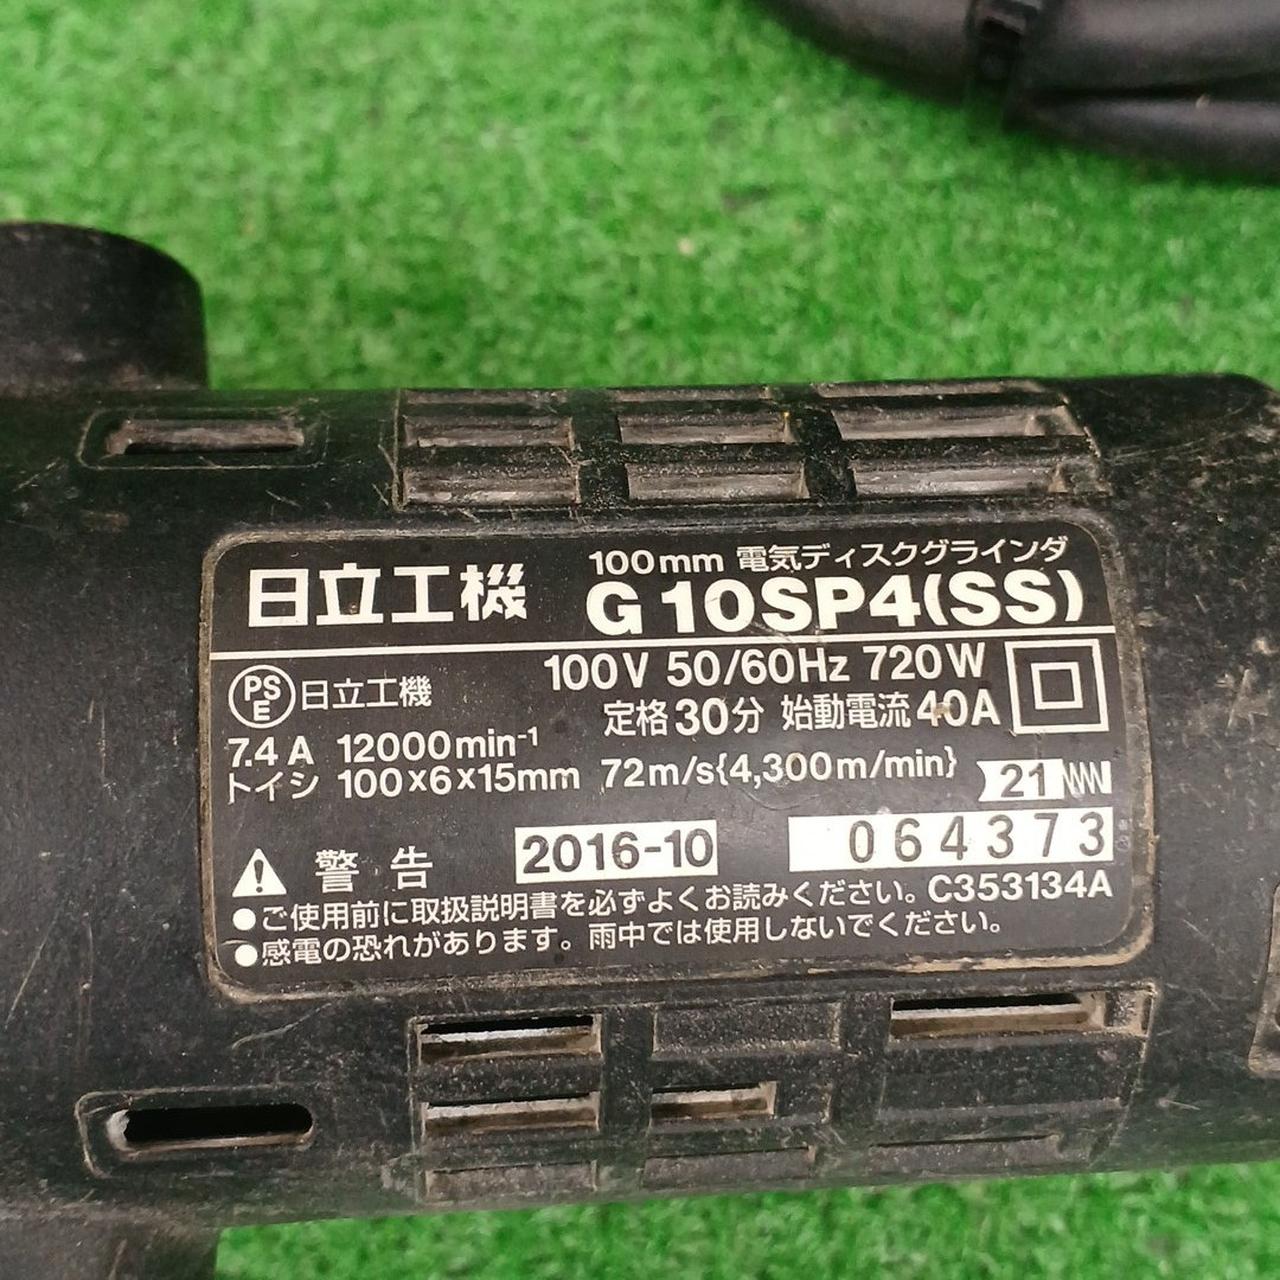 日立工機
100mm 電気ディスクグラインダ
G10SP4(SS)
PSE 日立工機
100V 50/60Hz 720W
定格30分 始動電流40A
7.4A 12000min⁻¹
トイシ 100×6×15mm 72m/s{4,300m/min}
21
警告 2016-10 064373
●ご使用前に取扱説明書を必ずよくお読みください。C353134A
●感電の恐れがあります。雨中では使用しないでください。